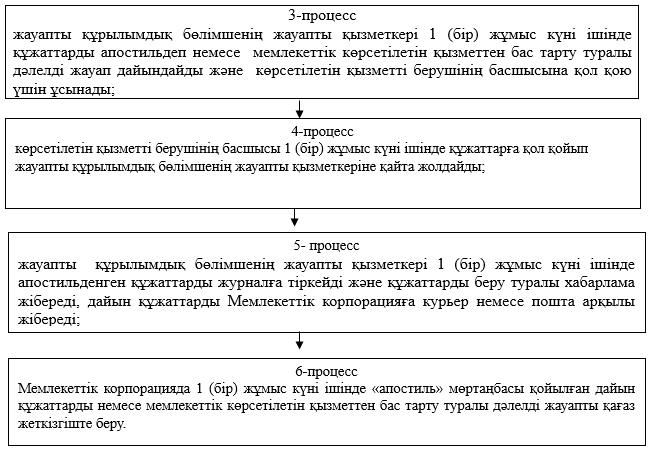 3-процесс
жауапты құрылымдық бөлімшенің жауапты қызметкері 1 (бір) жұмыс күні ішінде
құжаттарды апостильдеп немесе мемлекеттік көрсетілетін қызметтен бас тарту туралы
дәлелді жауап дайындайды және көрсетілетін қызметті берушінің басшысына қол қою
үшін ұсынады;
4-процесс
көрсетілетін қызметті берушінің басшысы 1 (бір) жұмыс күні ішінде құжаттарға қол қойып
жауапты құрылымдық бөлімшенің жауапты қызметкеріне қайта жолдайды;
5- процесс
жауапты құрылымдық бөлімшенің жауапты қызметкері 1 (бір) жұмыс күні ішінде
апостильденген құжаттарды журналға тіркейді және құжаттарды беру туралы хабарлама
жібереді, дайын құжаттарды Мемлекеттік корпорацияға курьер немесе пошта арқылы
жібереді;
6-процесс
Мемлекеттік корпорацияда 1 (бір) жұмыс күні ішінде «апостиль» мөртаңбасы қойылған дайын
құжаттарды немесе мемлекеттік көрсетілетін қызметтен бас тарту туралы дәлелді жауапты қағаз
жеткізгіште беру.